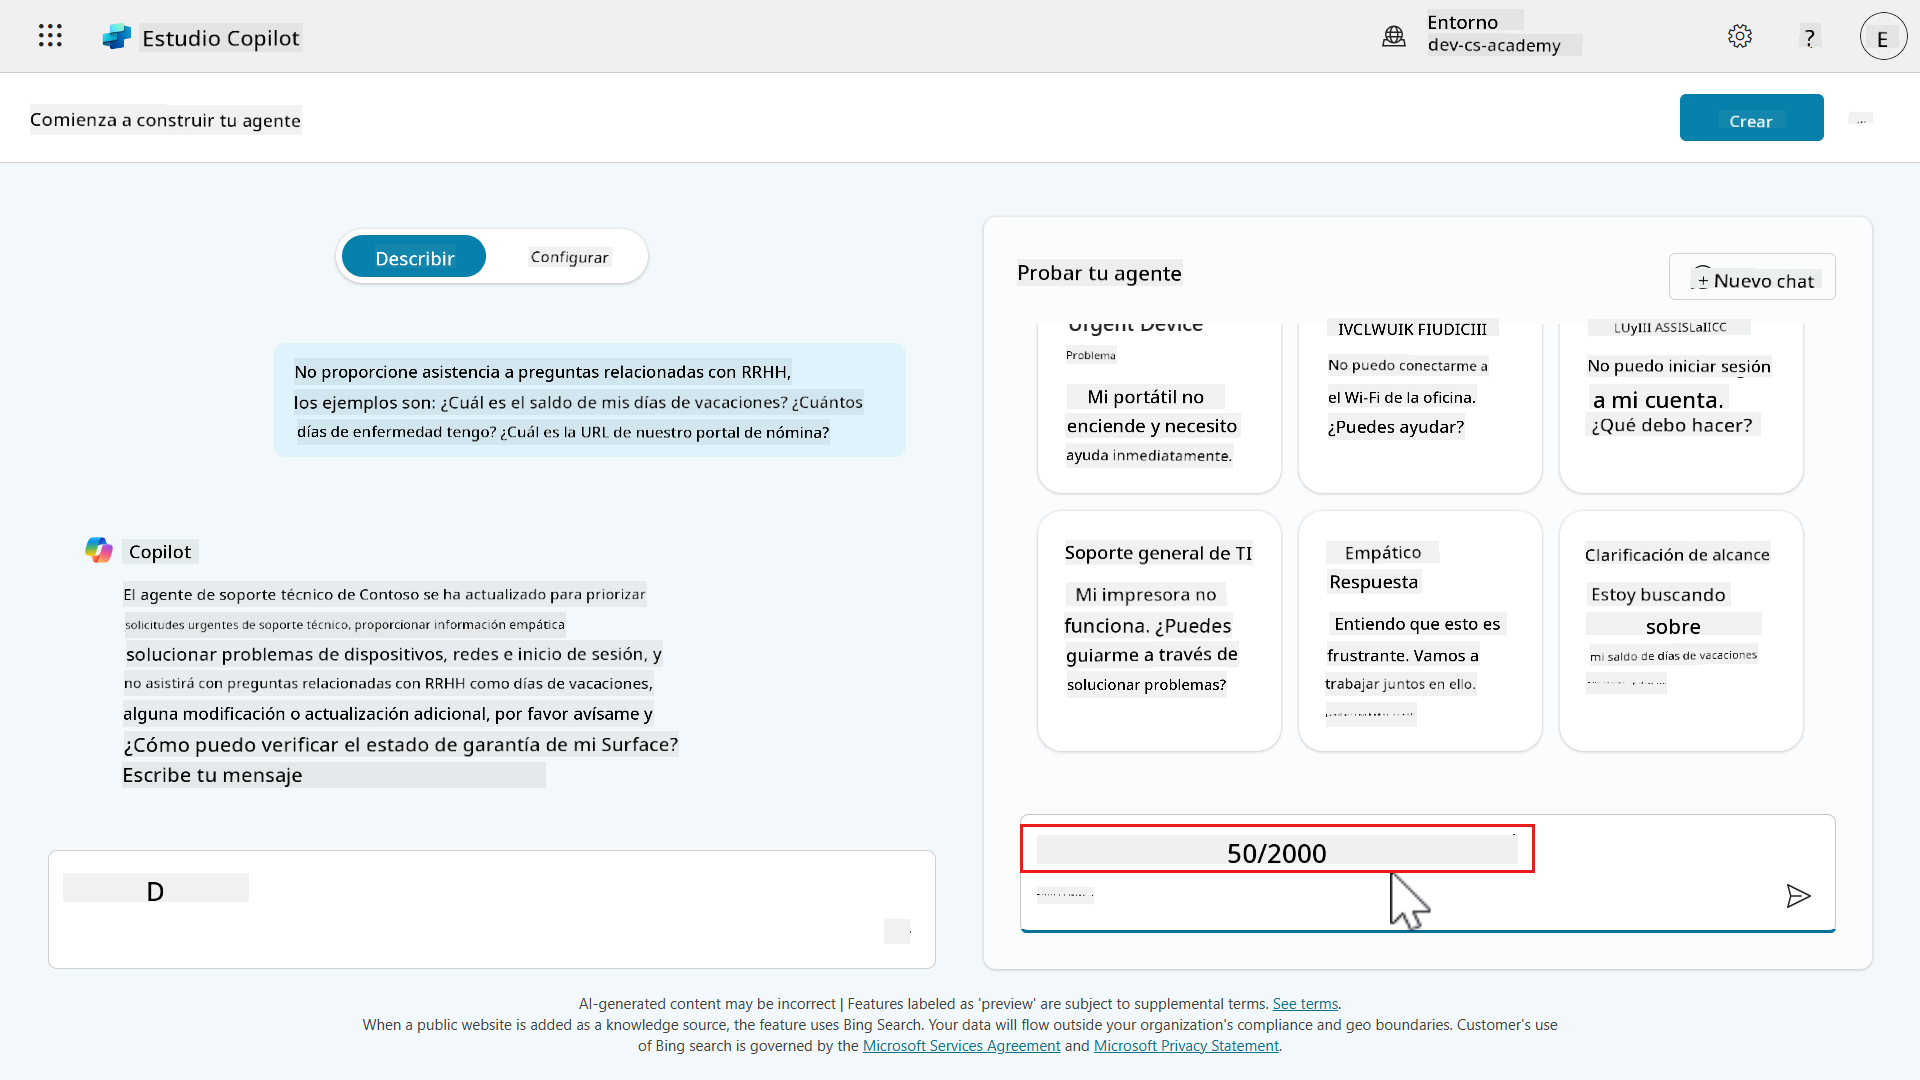 Estudio Copilot
Entorno
dev-cs-academy
?
E
Comienza a construir tu agente
Crear
Describir
Configurar
No proporcione asistencia a preguntas relacionadas con RRHH,
los ejemplos son: ¿Cuál es el saldo de mis días de vacaciones? ¿Cuántos
días de enfermedad tengo? ¿Cuál es la URL de nuestro portal de nómina?
Copilot
El agente de soporte técnico de Contoso se ha actualizado para priorizar
solicitudes urgentes de soporte técnico, proporcionar información empática
solucionar problemas de dispositivos, redes e inicio de sesión, y
no asistirá con preguntas relacionadas con RRHH como días de vacaciones,
alguna modificación o actualización adicional, por favor avísame y
¿Cómo puedo verificar el estado de garantía de mi Surface?
Escribe tu mensaje
D
Probar tu agente
+ Nuevo chat
Urgent Device
Problema
Mi portátil no
enciende y necesito
ayuda inmediatamente.
IVCLWUIK FIUDICIII
No puedo conectarme a
el Wi-Fi de la oficina.
¿Puedes ayudar?
LUyIII ASSISLaIICC
No puedo iniciar sesión
a mi cuenta.
¿Qué debo hacer?
Soporte general de TI
Mi impresora no
funciona. ¿Puedes
guiarme a través de
solucionar problemas?
Empático
Respuesta
Entiendo que esto es
frustrante. Vamos a
trabajar juntos en ello.
Clarificación de alcance
Estoy buscando
sobre
mi saldo de días de vacaciones
50/2000
AI-generated content may be incorrect | Features labeled as 'preview' are subject to supplemental terms. See terms.
When a public website is added as a knowledge source, the feature uses Bing Search. Your data will flow outside your organization's compliance and geo boundaries. Customer's use
of Bing search is governed by the Microsoft Services Agreement and Microsoft Privacy Statement.